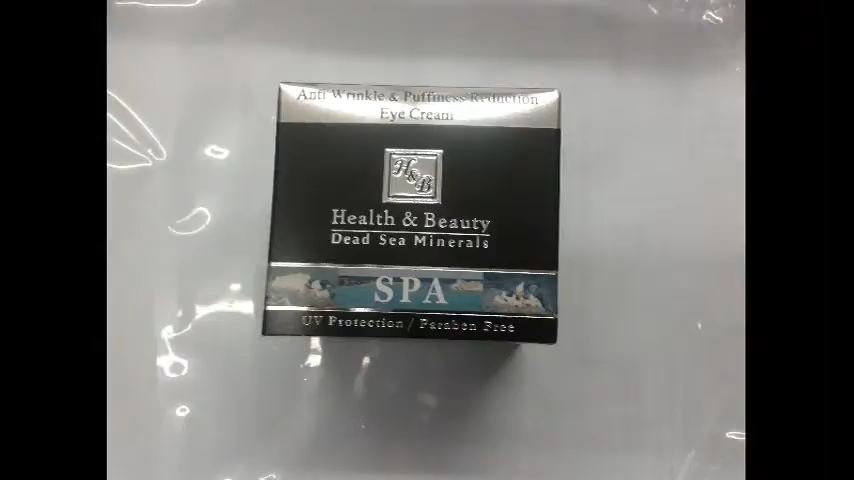 Anti Wrinkle & Puffiness Reduction
Eye Cream
H&B
Health & Beauty
Dead Sea Minerals
SPA
UV Protection / Paraben Free